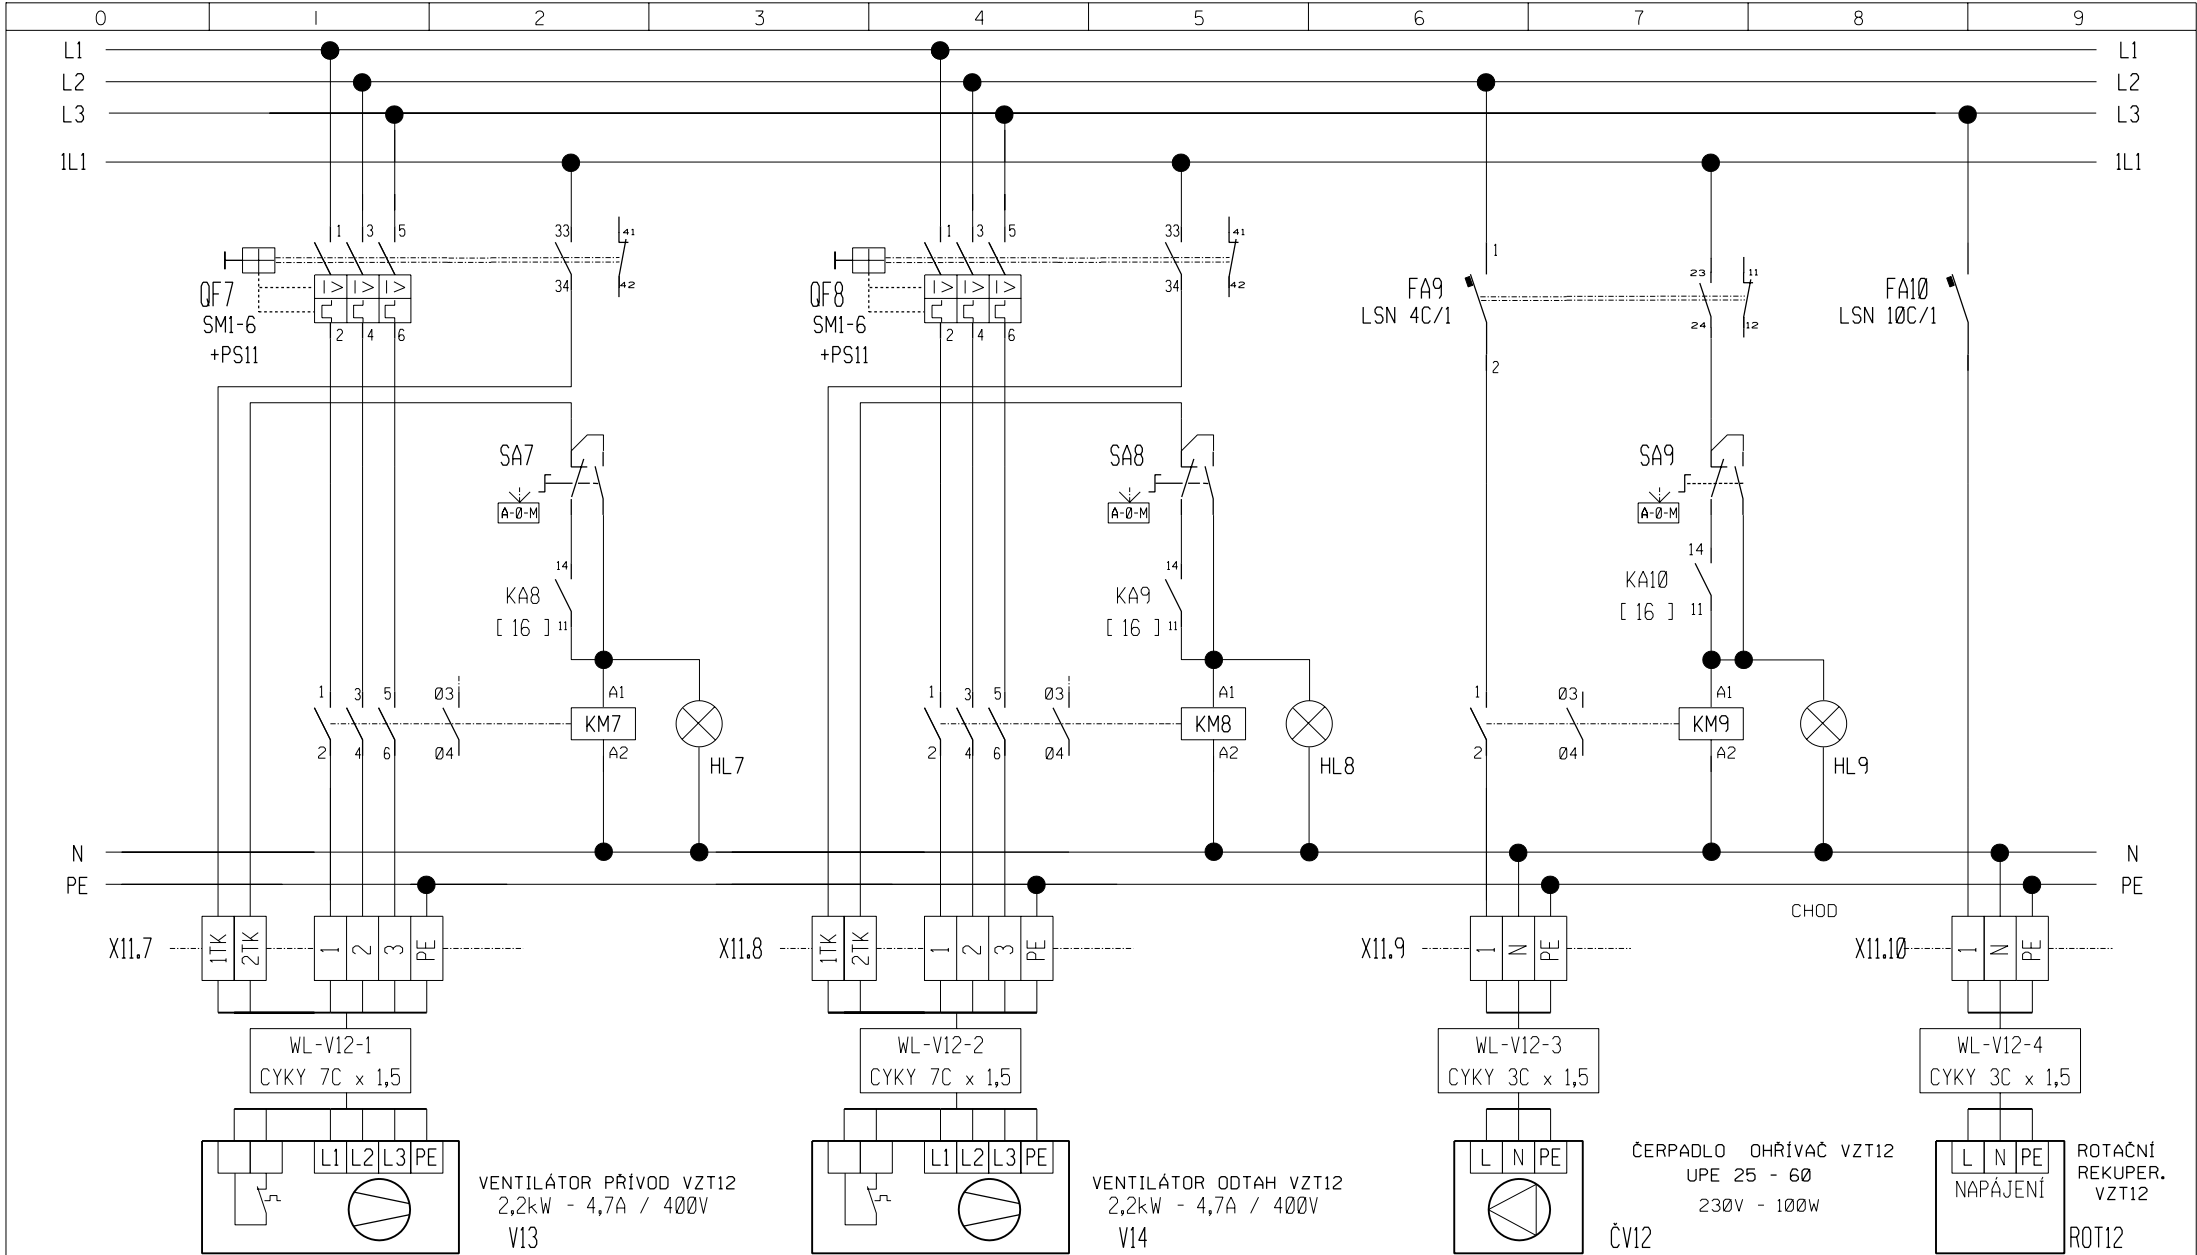 0 1 2 3 4 5 6 7 8 9
L1 L1
L2 L2
L3 L3
1L1 1L1
1 3 5 33 41
QF7
SM1-6
+PS11
34 42
2 4 6
1 3 5 33 41
QF8
SM1-6
+PS11
34 42
2 4 6
1
FA9
LSN 4C/1
2
23 11
24 12
FA10
LSN 10C/1
I> I> I>
I> I> I>
SA7
A-Ø-M
14
KA8
[ 16 ] 11
SA8
A-Ø-M
14
KA9
[ 16 ] 11
SA9
A-Ø-M
14
KA10
[ 16 ] 11
1 3 5 Ø3 A1
KM7
2 4 6 Ø4 A2
HL7
1 3 5 Ø3 A1
KM8
2 4 6 Ø4 A2
HL8
1 Ø3 A1
KM9
2 Ø4 A2
HL9
N N
PE PE
CHOD
X11.7 1TK 2TK 1 2 3 PE
X11.8 1TK 2TK 1 2 3 PE
X11.9 1 N PE
X11.10 1 N PE
WL-V12-1
CYKY 7C x 1,5
WL-V12-2
CYKY 7C x 1,5
WL-V12-3
CYKY 3C x 1,5
WL-V12-4
CYKY 3C x 1,5
L1 L2 L3 PE
VENTILÁTOR PŘÍVOD VZT12
2,2kW - 4,7A / 400V
V13
L1 L2 L3 PE
VENTILÁTOR ODTAH VZT12
2,2kW - 4,7A / 400V
V14
L N PE
ČERPADLO OHŘÍVAČ VZT12
UPE 25 - 60
230V - 100W
ČV12
L N PE
NAPÁJENÍ
ROTAČNÍ
REKUPER.
VZT12
ROT12